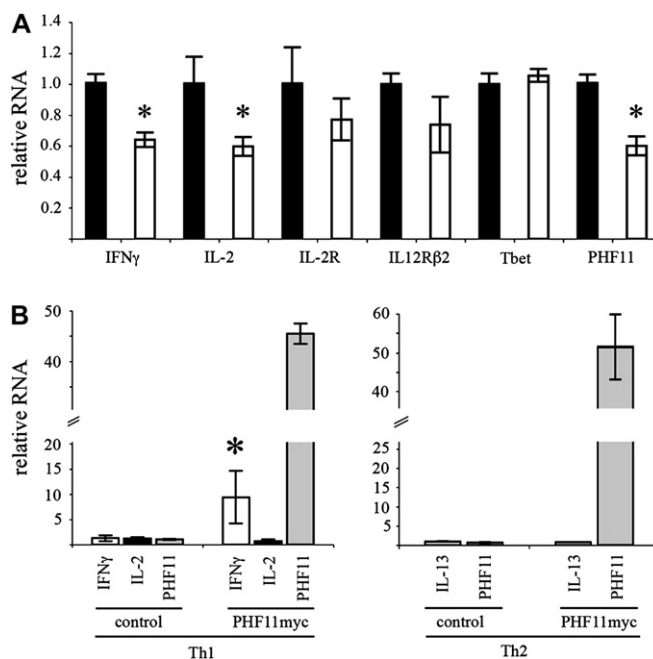 A
relative RNA
1.4
1.2
1.0
0.8
0.6
0.4
0.2
* * *
IFNγ IL-2 IL-2R IL12Rβ2 Tbet PHF11
B
relative RNA
50
45
20
15
10
5
*
IFNγ IL-2 PHF11 IFNγ IL-2 PHF11
control PHF11myc
Th1
relative RNA
60
50
40
25
20
15
10
5
IL-13 PHF11 IL-13 PHF11
control PHF11myc
Th2